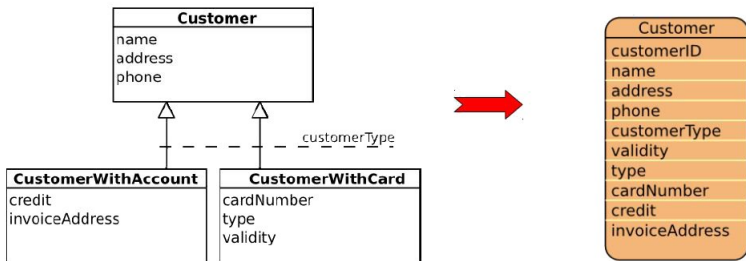 Customer
name
address
phone
customerType
CustomerWithAccount
credit
invoiceAddress
CustomerWithCard
cardNumber
type
validity
Customer
customerID
name
address
phone
customerType
validity
type
cardNumber
credit
invoiceAddress